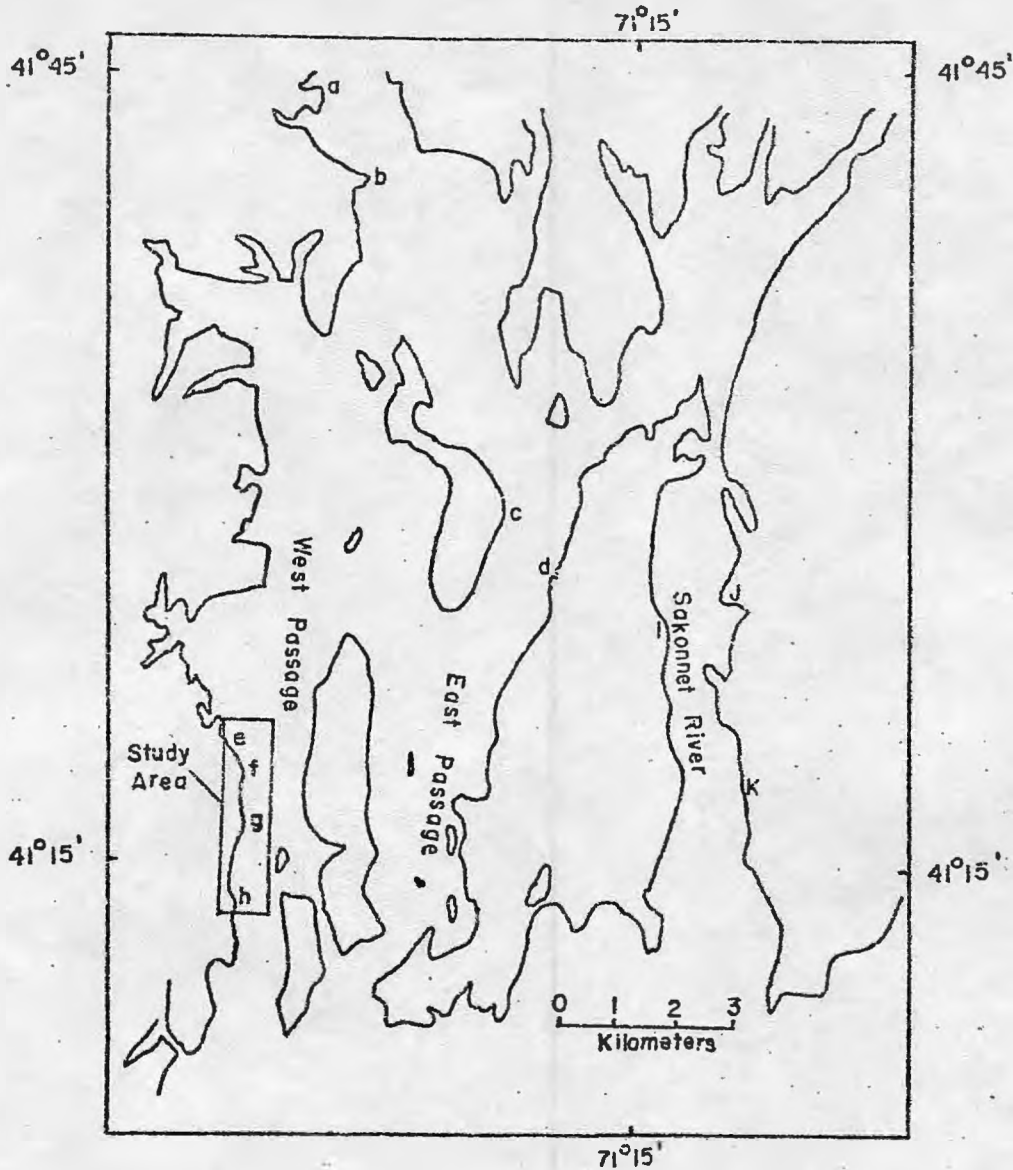 71°15'
41°45'
41°45'
a
b
c
d
West Passage
East Passage
Sakonnet River
J
K
Study
Area
e
f
g
h
41°15'
41°15'
0 1 2 3
Kilometers
71°15'